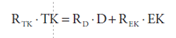 R_TK · TK = R_D · D + R_EK · EK